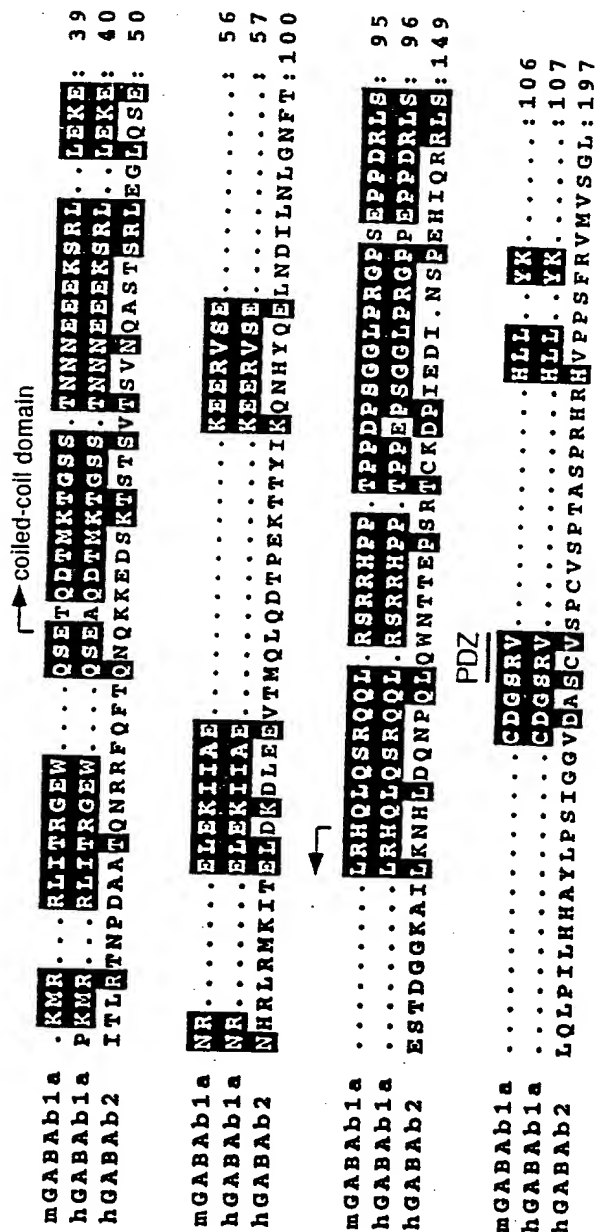 coiled-coil domain
mGABAb1a .KMR...RLITRGEW....QSETQDTMKTGSS.TNNNEEEKSRL..LEKE: 39
hGABAb1a PKMR...RLITRGEW....QSEAQDTMKTGSS.TNNNEEEKSRL..LEKE: 40
hGABAb2 ITLRTNPDAATQNRRFQFTQNQKKEDSKTSTSVTSVNQASTSRLEGLQSE: 50
mGABAb1a NR.......ELEKIIAE...............KEERVSE...........: 56
hGABAb1a NR.......ELEKIIAE...............KEERVSE...........: 57
hGABAb2 NHRLRMKITELDKDLEEVTMQLQDTPEKTTYIKQNHYQELNDILNLGNFT:100
mGABAb1a .........LRHQLQSRQQL.RSRRHPP.TPPDPSGGLPRGPSEPPDRLS: 95
hGABAb1a .........LRHQLQSRQQL.RSRRHPP.TPPEPSGGLPRGPPEPPDRLS: 96
hGABAb2 ESTDGGKAILKNHLDQNPQLQWNTTEPSRTCKDPIEDI.NSPEHIQRRLS:149
PDZ
mGABAb1a ................CDGSRV.............HLL..YK......:106
hGABAb1a ................CDGSRV.............HLL..YK......:107
hGABAb2 LQLPILHHAYLPSIGGVDASCVSPCVSPTASPRHRHVPPSFRVMVSGL:197